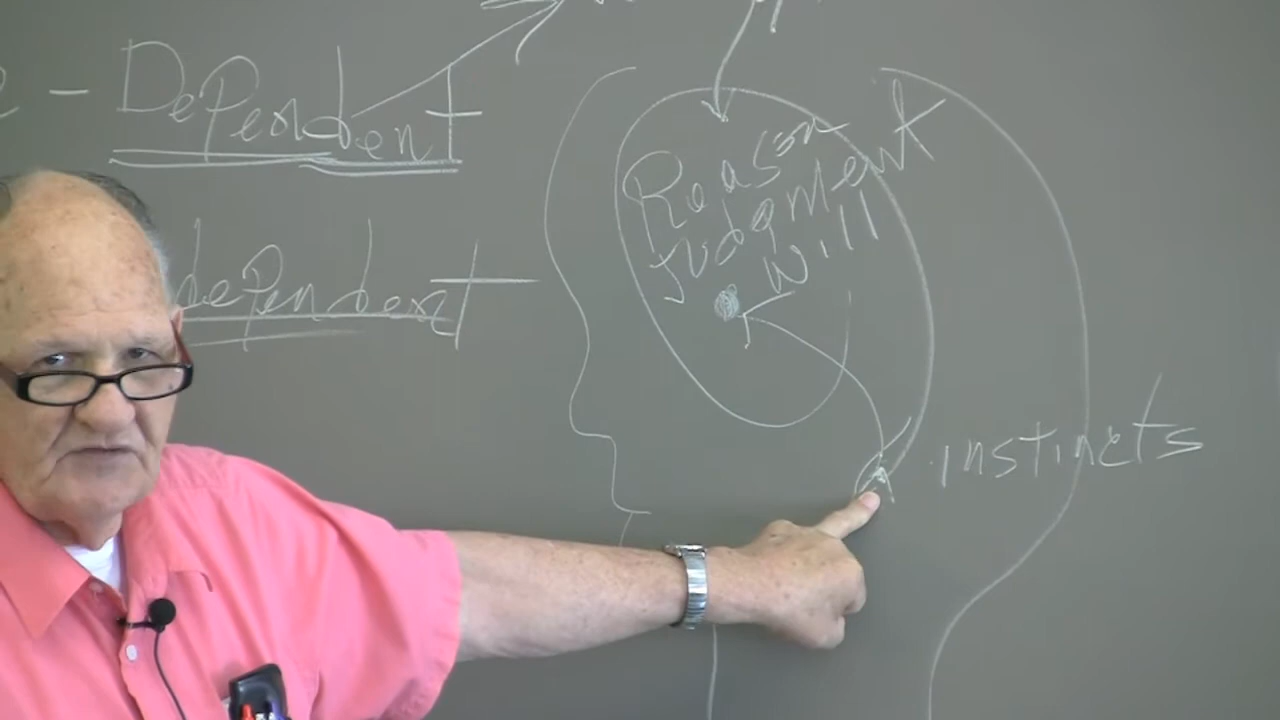 - Dependent
dependent
Reason
Judgment
will
instincts